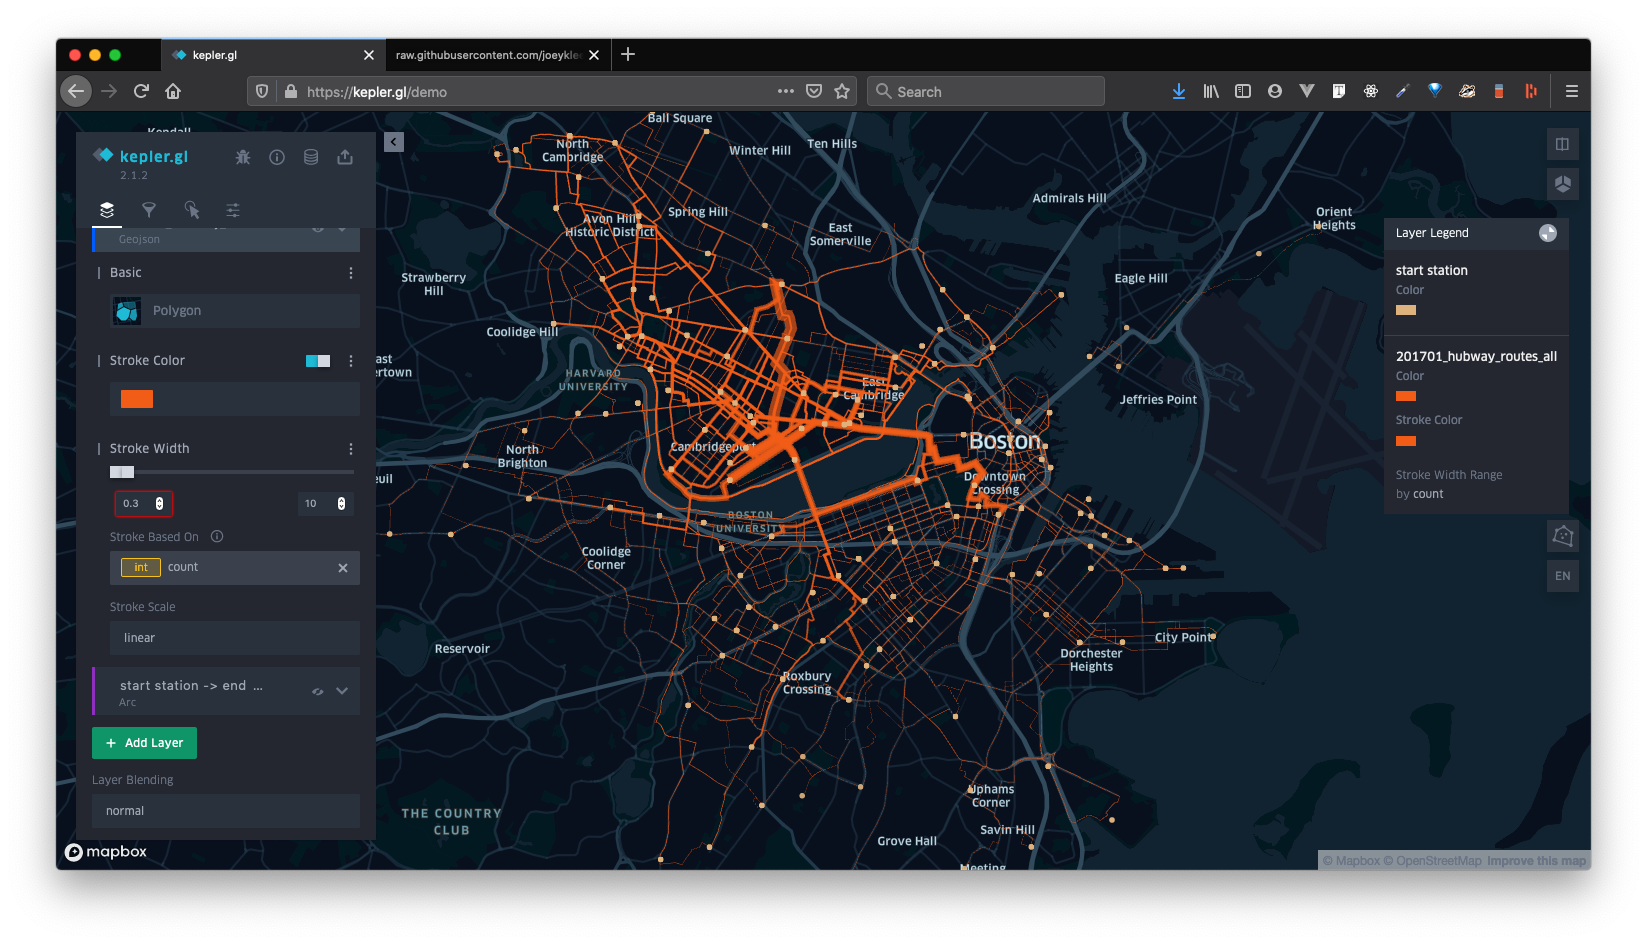 kepler.gl
raw.githubusercontent.com/joeykle
https://kepler.gl/demo
Search
kepler.gl
2.1.2
Geojson
Basic
Polygon
Stroke Color
Stroke Width
0.3
10
Stroke Based On
int
count
Stroke Scale
linear
start station -> end ...
Arc
+ Add Layer
Layer Blending
normal
mapbox
Kendall
Ball Square
North
Cambridge
Winter Hill
Ten Hills
Avon Hill
Historic District
Spring Hill
East
Somerville
Admirals Hill
Orient
Heights
Strawberry
Hill
Eagle Hill
Coolidge Hill
HARVARD
UNIVERSITY
East
Cambridge
Jeffries Point
Boston
North
Brighton
Downtown
Crossing
BOSTON
UNIVERSITY
Coolidge
Corner
Reservoir
City Point
Dorchester
Heights
Roxbury
Crossing
THE COUNTRY
CLUB
Uphams
Corner
Savin Hill
Grove Hall
Meeting
Layer Legend
start station
Color
201701_hubway_routes_all
Color
Stroke Color
Stroke Width Range
by count
EN
© Mapbox © OpenStreetMap Improve this map